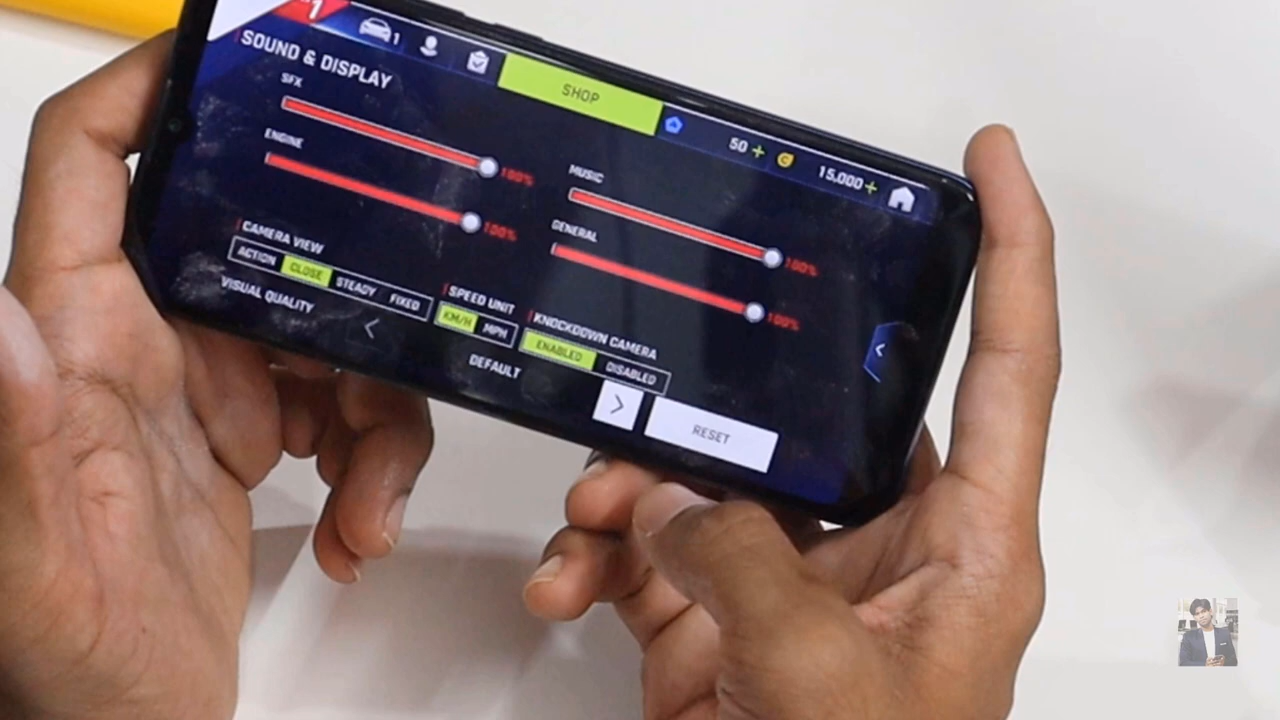 1
1
SHOP
50 +
15,000 +
SOUND & DISPLAY
SFX
100%
MUSIC
100%
ENGINE
100%
GENERAL
100%
CAMERA VIEW
ACTION CLOSE STEADY FIXED
SPEED UNIT
KM/H MPH
KNOCKDOWN CAMERA
ENABLED DISABLED
VISUAL QUALITY
DEFAULT
RESET